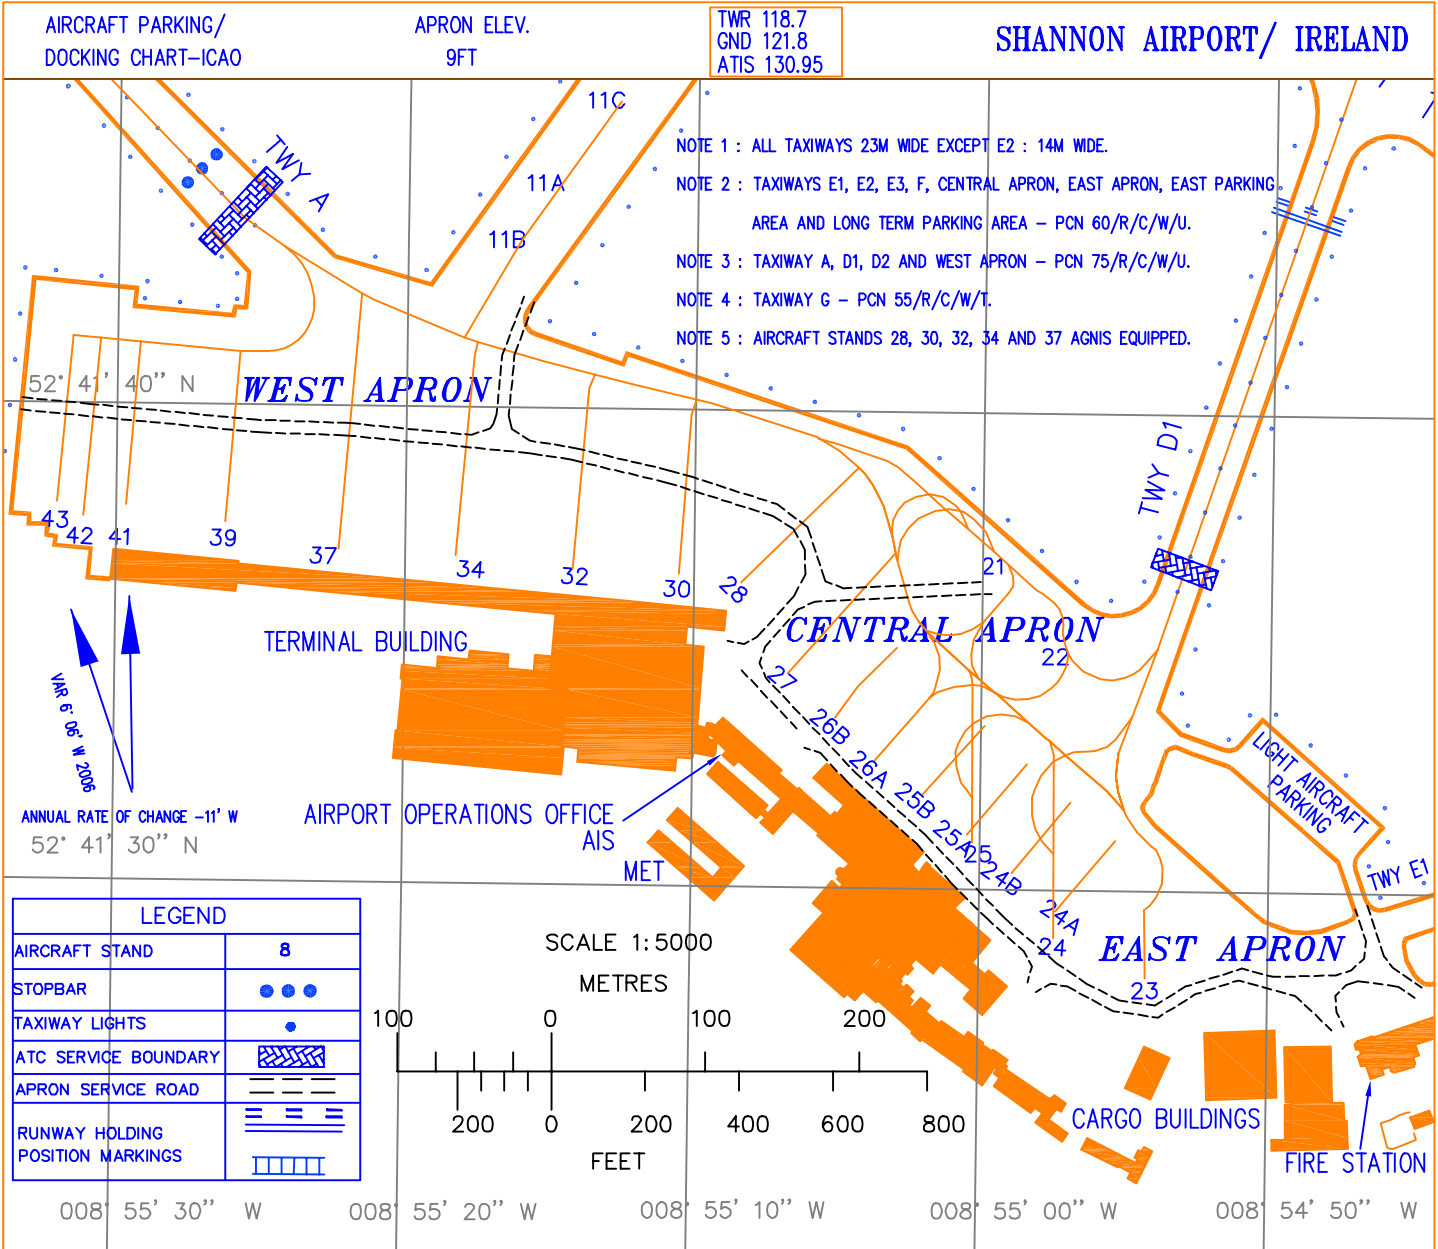 AIRCRAFT PARKING/
DOCKING CHART–ICAO
APRON ELEV.
9FT
TWR 118.7
GND 121.8
ATIS 130.95
SHANNON AIRPORT/ IRELAND
11C
11A
11B
TWY A
NOTE 1 : ALL TAXIWAYS 23M WIDE EXCEPT E2 : 14M WIDE.
NOTE 2 : TAXIWAYS E1, E2, E3, F, CENTRAL APRON, EAST APRON, EAST PARKING
AREA AND LONG TERM PARKING AREA – PCN 60/R/C/W/U.
NOTE 3 : TAXIWAY A, D1, D2 AND WEST APRON – PCN 75/R/C/W/U.
NOTE 4 : TAXIWAY G – PCN 55/R/C/W/T.
NOTE 5 : AIRCRAFT STANDS 28, 30, 32, 34 AND 37 AGNIS EQUIPPED.
52° 41' 40'' N
WEST APRON
TWY D1
43
42
41
39
37
34
32
30
28
21
CENTRAL APRON
22
TERMINAL BUILDING
27
26B
26A
25B
25A
25
24B
24A
24
23
VAR 6° 06' W 2006
ANNUAL RATE OF CHANGE –11' W
52° 41' 30'' N
AIRPORT OPERATIONS OFFICE
AIS
MET
LIGHT AIRCRAFT
PARKING
TWY E1
EAST APRON
LEGEND
AIRCRAFT STAND 8
STOPBAR
TAXIWAY LIGHTS
ATC SERVICE BOUNDARY
APRON SERVICE ROAD
RUNWAY HOLDING
POSITION MARKINGS
SCALE 1:5000
METRES
100 0 100 200
200 0 200 400 600 800
FEET
CARGO BUILDINGS
FIRE STATION
008° 55' 30'' W
008° 55' 20'' W
008° 55' 10'' W
008° 55' 00'' W
008° 54' 50'' W